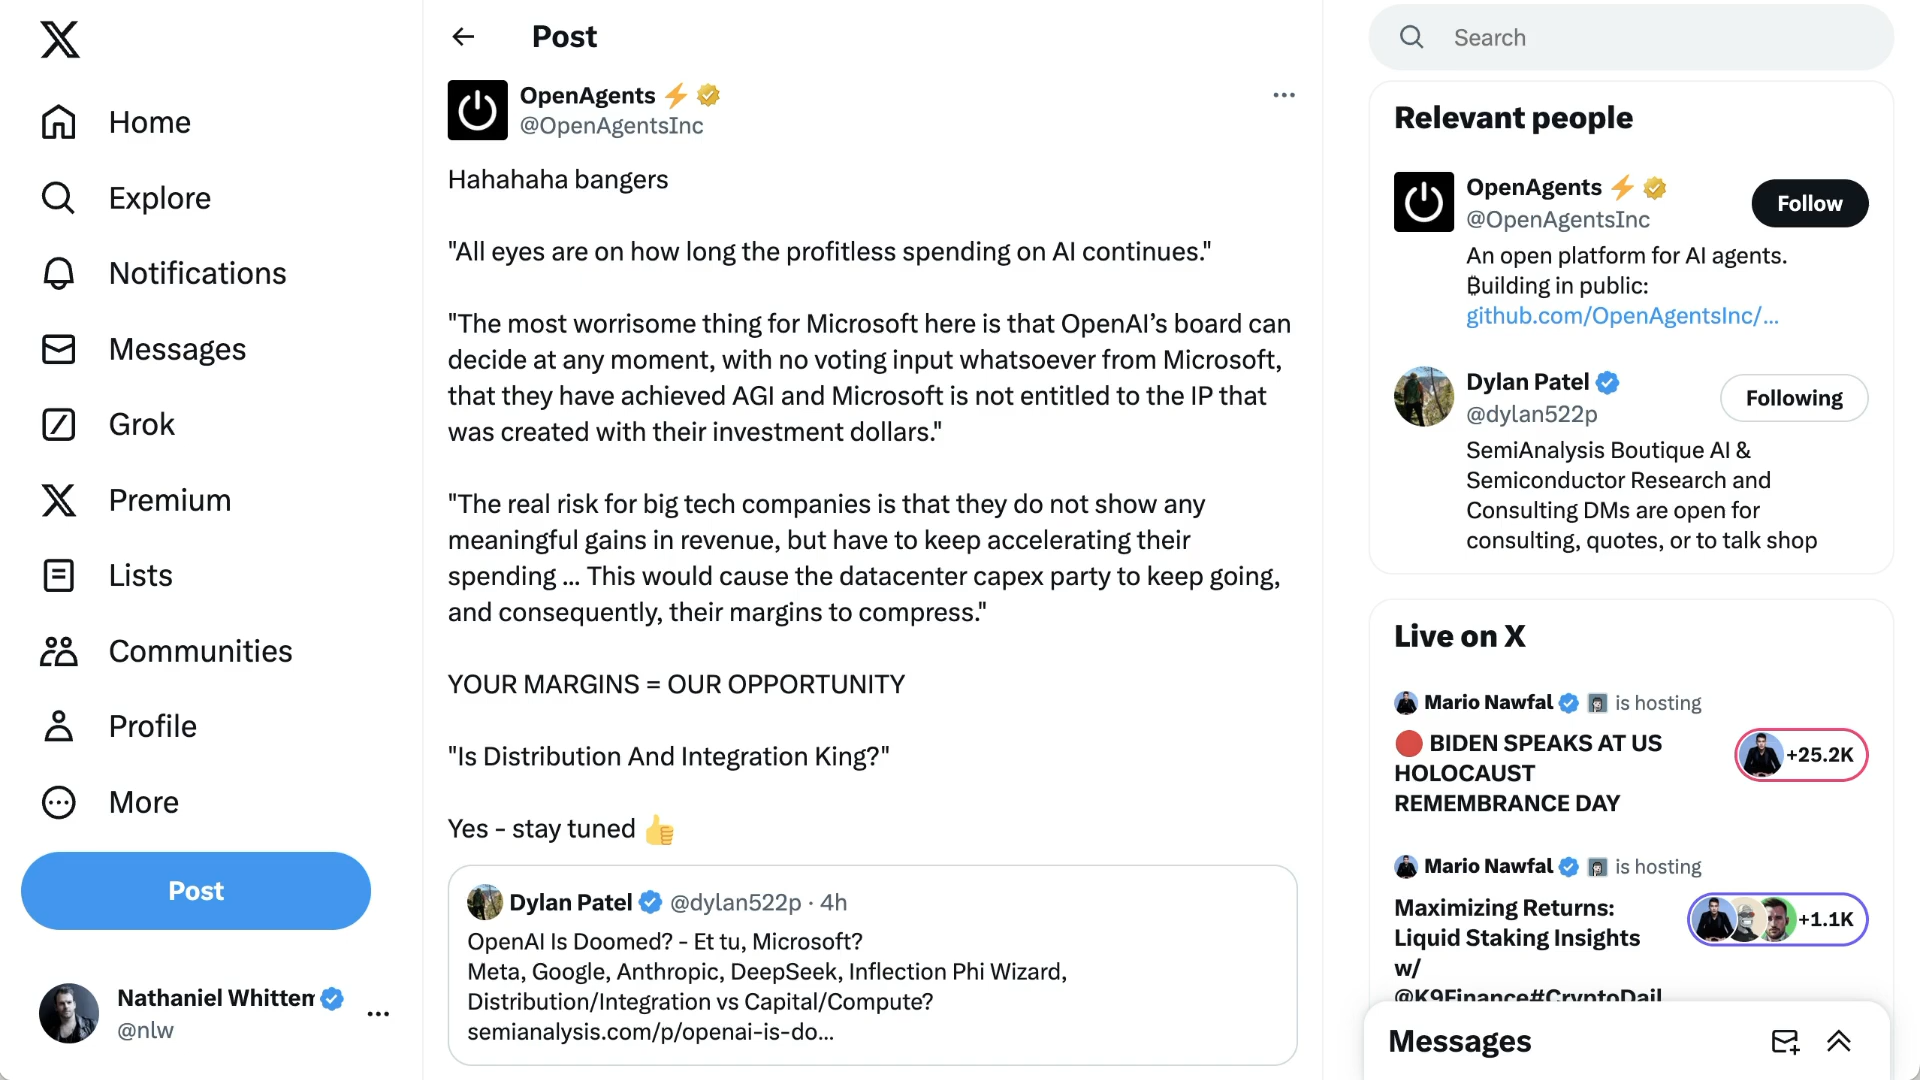 Home
Explore
Notifications
Messages
Grok
Premium
Lists
Communities
Profile
More
Post
Nathaniel Whitten
@nlw
Post
OpenAgents ⚡
@OpenAgentsInc
Hahahaha bangers
"All eyes are on how long the profitless spending on AI continues."
"The most worrisome thing for Microsoft here is that OpenAI’s board can
decide at any moment, with no voting input whatsoever from Microsoft,
that they have achieved AGI and Microsoft is not entitled to the IP that
was created with their investment dollars."
"The real risk for big tech companies is that they do not show any
meaningful gains in revenue, but have to keep accelerating their
spending ... This would cause the datacenter capex party to keep going,
and consequently, their margins to compress."
YOUR MARGINS = OUR OPPORTUNITY
"Is Distribution And Integration King?"
Yes - stay tuned 👍
Dylan Patel @dylan522p · 4h
OpenAI Is Doomed? - Et tu, Microsoft?
Meta, Google, Anthropic, DeepSeek, Inflection Phi Wizard,
Distribution/Integration vs Capital/Compute?
semianalysis.com/p/openai-is-do...
Search
Relevant people
OpenAgents ⚡
@OpenAgentsInc
Follow
An open platform for AI agents.
₿uilding in public:
github.com/OpenAgentsInc/...
Dylan Patel
@dylan522p
Following
SemiAnalysis Boutique AI &
Semiconductor Research and
Consulting DMs are open for
consulting, quotes, or to talk shop
Live on X
Mario Nawfal is hosting
🔴 BIDEN SPEAKS AT US
HOLOCAUST
REMEMBRANCE DAY
+25.2K
Mario Nawfal is hosting
Maximizing Returns:
Liquid Staking Insights
w/
@K9Finance#CryptoDail
+1.1K
Messages